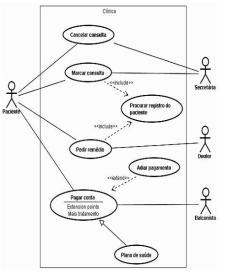 Clínica
Cancelar consulta
Marcar consulta
Secretária
<<include>>
Procurar registro do
paciente
Paciente
<<include>>
Pedir remédio
Doutor
Adiar pagamento
<<extend>>
Pagar conta
Extension points
Mais tratamento
Balconista
Plano de saúde